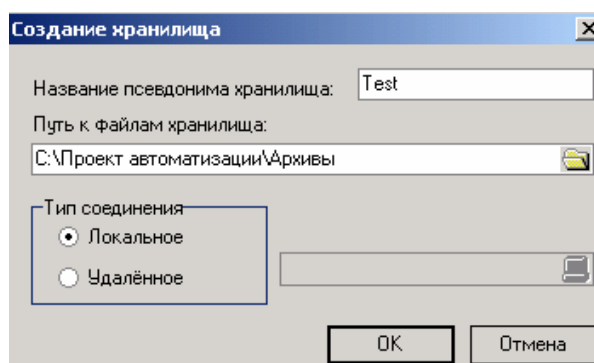 Создание хранилища
Название псевдонима хранилища: Test
Путь к файлам хранилища:
C:\Проект автоматизации\Архивы
Тип соединения
Локальное
Удалённое
OK Отмена